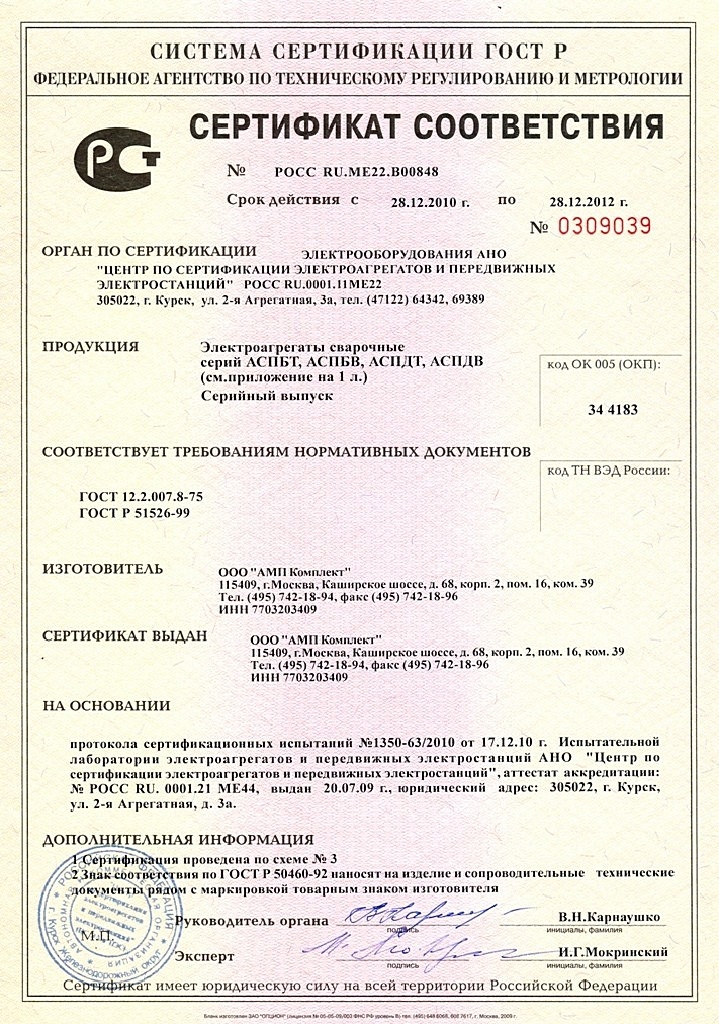 СИСТЕМА СЕРТИФИКАЦИИ ГОСТ Р
ФЕДЕРАЛЬНОЕ АГЕНТСТВО ПО ТЕХНИЧЕСКОМУ РЕГУЛИРОВАНИЮ И МЕТРОЛОГИИ
СЕРТИФИКАТ СООТВЕТСТВИЯ
№ РОСС RU.ME22.B00848
Срок действия с 28.12.2010 г. по 28.12.2012 г.
№ 0309039
ОРГАН ПО СЕРТИФИКАЦИИ ЭЛЕКТРООБОРУДОВАНИЯ АНО
"ЦЕНТР ПО СЕРТИФИКАЦИИ ЭЛЕКТРОАГРЕГАТОВ И ПЕРЕДВИЖНЫХ
ЭЛЕКТРОСТАНЦИЙ" РОСС RU.0001.11МЕ22
305022, г. Курск, ул. 2-я Агрегатная, 3а, тел. (47122) 64342, 69389
ПРОДУКЦИЯ Электроагрегаты сварочные
серий АСПБТ, АСПБВ, АСПДТ, АСПДВ
(см.приложение на 1 л.)
Серийный выпуск
код ОК 005 (ОКП):
34 4183
СООТВЕТСТВУЕТ ТРЕБОВАНИЯМ НОРМАТИВНЫХ ДОКУМЕНТОВ
код ТН ВЭД России:
ГОСТ 12.2.007.8-75
ГОСТ Р 51526-99
ИЗГОТОВИТЕЛЬ ООО "АМП Комплект"
115409, г.Москва, Каширское шоссе, д. 68, корп. 2, пом. 16, ком. 39
Тел. (495) 742-18-94, факс (495) 742-18-96
ИНН 7703203409
СЕРТИФИКАТ ВЫДАН ООО "АМП Комплект"
115409, г.Москва, Каширское шоссе, д. 68, корп. 2, пом. 16, ком. 39
Тел. (495) 742-18-94, факс (495) 742-18-96
ИНН 7703203409
НА ОСНОВАНИИ
протокола сертификационных испытаний №1350-63/2010 от 17.12.10 г. Испытательной
лаборатории электроагрегатов и передвижных электростанций АНО "Центр по
сертификации электроагрегатов и передвижных электростанций", аттестат аккредитации:
№ РОСС RU. 0001.21 МЕ44, выдан 20.07.09 г., юридический адрес: 305022, г. Курск,
ул. 2-я Агрегатная, д. 3а.
ДОПОЛНИТЕЛЬНАЯ ИНФОРМАЦИЯ
1 Сертификация проведена по схеме № 3
2 Знак соответствия по ГОСТ Р 50460-92 наносят на изделие и сопроводительные технические
документы рядом с маркировкой товарным знаком изготовителя
М.П.
Руководитель органа В.Н.Карнаушко
подпись инициалы, фамилия
Эксперт И.Г.Мокринский
подпись инициалы, фамилия
Сертификат имеет юридическую силу на всей территории Российской Федерации